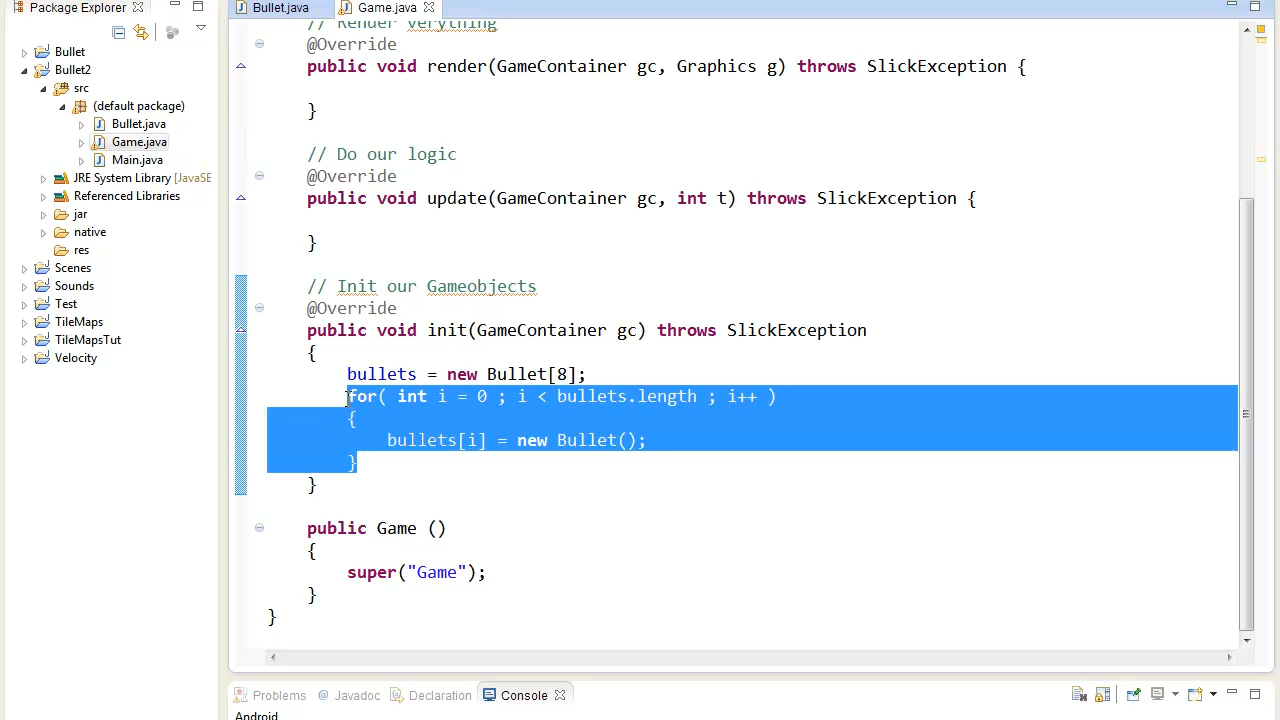 Package Explorer
Bullet.java
Game.java
Bullet
Bullet2
src
(default package)
Bullet.java
Game.java
Main.java
JRE System Library [JavaSE
Referenced Libraries
jar
native
res
Scenes
Sounds
Test
TileMaps
TileMapsTut
Velocity
// Render verything
@Override
public void render(GameContainer gc, Graphics g) throws SlickException {
}
// Do our logic
@Override
public void update(GameContainer gc, int t) throws SlickException {
}
// Init our Gameobjects
@Override
public void init(GameContainer gc) throws SlickException
{
bullets = new Bullet[8];
for( int i = 0 ; i < bullets.length ; i++ )
{
bullets[i] = new Bullet();
}
}
public Game ()
{
super("Game");
}
}
Problems @ Javadoc Declaration Console
Android